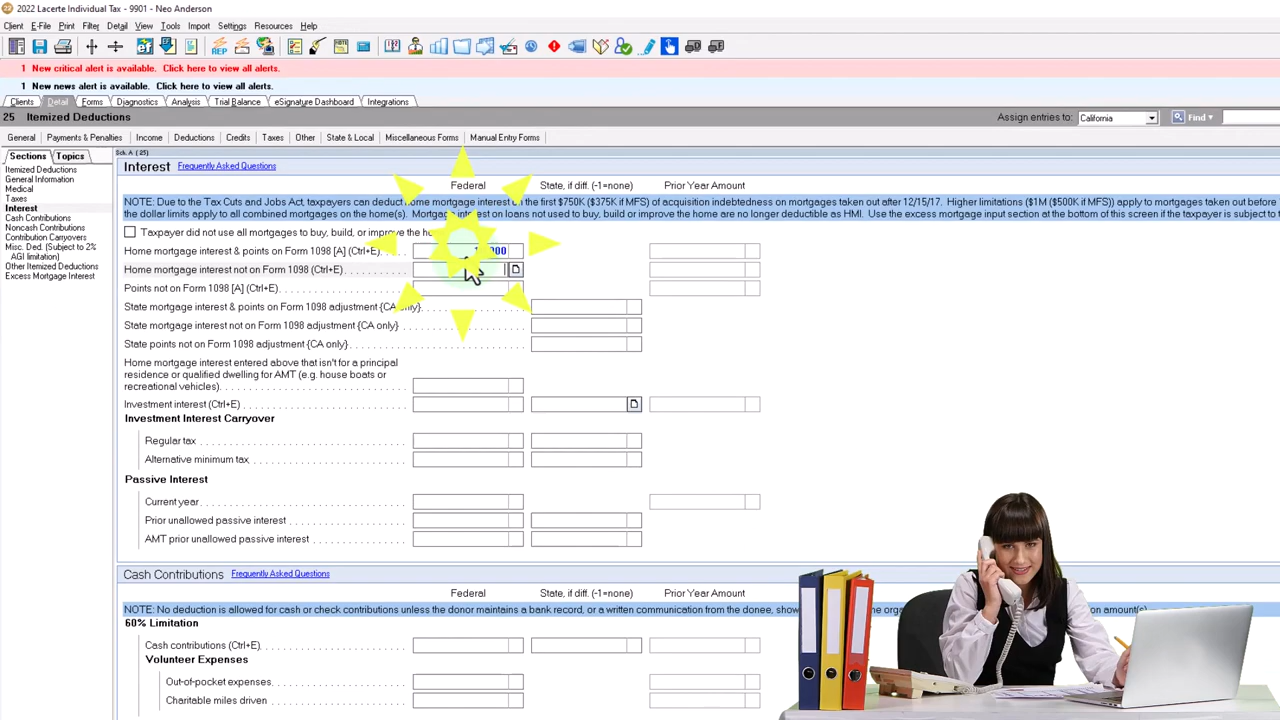 2022 Lacerte Individual Tax - 9901 - Neo Anderson
Client E-File Print Filter Detail View Tools Import Settings Resources Help
1 New critical alert is available. Click here to view all alerts.
1 New news alert is available. Click here to view all alerts.
Clients Detail Forms Diagnostics Analysis Trial Balance eSignature Dashboard Integrations
25 Itemized Deductions Assign entries to: California Find
General Payments & Penalties Income Deductions Credits Taxes Other State & Local Miscellaneous Forms Manual Entry Forms
Sections Topics
Itemized Deductions
General Information
Medical
Taxes
Interest
Cash Contributions
Noncash Contributions
Contribution Carryovers
Misc. Ded. (Subject to 2%
AGI limitation)
Other Itemized Deductions
Excess Mortgage Interest
Sch. A (25)
Interest Frequently Asked Questions
Federal State, if diff. (-1=none) Prior Year Amount
NOTE: Due to the Tax Cuts and Jobs Act, taxpayers can deduct home mortgage interest on the first $750K ($375K if MFS) of acquisition indebtedness on mortgages taken out after 12/15/17. Higher limitations ($1M ($500K if MFS) apply to mortgages taken
the dollar limits apply to all combined mortgages on the home(s). Mortgage interest on loans not used to buy, build or improve the home are no longer deductible as HMI. Use the excess mortgage input section at the bottom of this screen if the taxpayer is subject to
Taxpayer did not use all mortgages to buy, build, or improve the
Home mortgage interest & points on Form 1098 [A] (Ctrl+E)
Home mortgage interest not on Form 1098 (Ctrl+E)
Points not on Form 1098 [A] (Ctrl+E)
State mortgage interest & points on Form 1098 adjustment {CA only}
State mortgage interest not on Form 1098 adjustment {CA only}
State points not on Form 1098 adjustment {CA only}
Home mortgage interest entered above that isn't for a principal
residence or qualified dwelling for AMT (e.g. house boats or
recreational vehicles)
Investment interest (Ctrl+E)
Investment Interest Carryover
Regular tax
Alternative minimum tax
Passive Interest
Current year
Prior unallowed passive interest
AMT prior unallowed passive interest
Cash Contributions Frequently Asked Questions
Federal State, if diff. (-1=none) Prior Year Amount
NOTE: No deduction is allowed for cash or check contributions unless the donor maintains a bank record, or a written communication from the donee, on amount(s).
60% Limitation
Cash contributions (Ctrl+E)
Volunteer Expenses
Out-of-pocket expenses
Charitable miles driven